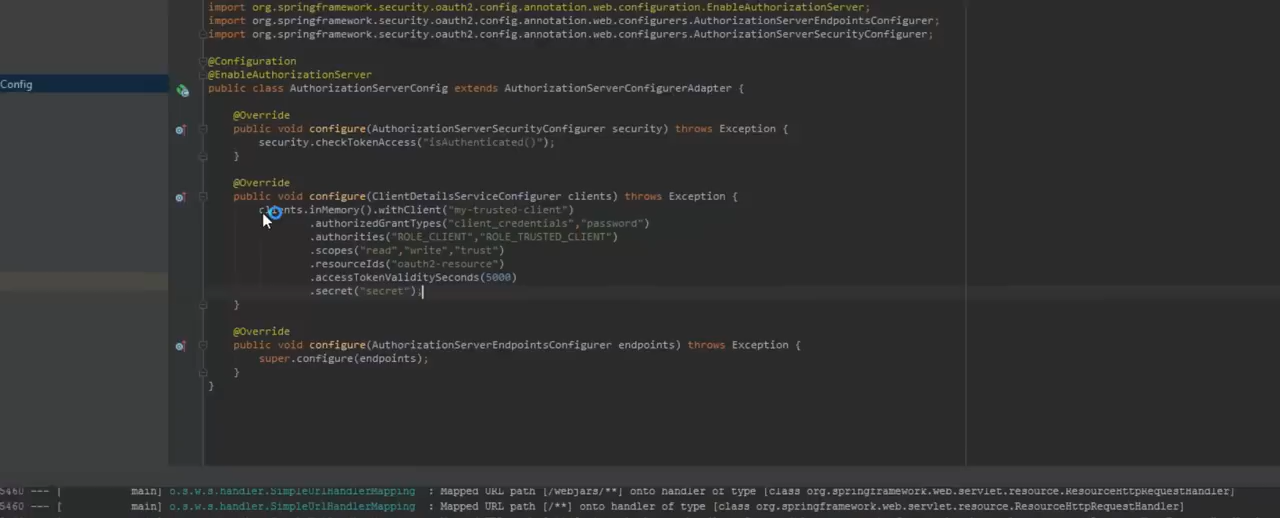 import org.springframework.security.oauth2.config.annotation.web.configuration.EnableAuthorizationServer;
import org.springframework.security.oauth2.config.annotation.web.configurers.AuthorizationServerEndpointsConfigurer;
import org.springframework.security.oauth2.config.annotation.web.configurers.AuthorizationServerSecurityConfigurer;
@Configuration
@EnableAuthorizationServer
Config
public class AuthorizationServerConfig extends AuthorizationServerConfigurerAdapter {
@Override
public void configure(AuthorizationServerSecurityConfigurer security) throws Exception {
security.checkTokenAccess("isAuthenticated()");
}
@Override
public void configure(ClientDetailsServiceConfigurer clients) throws Exception {
clients.inMemory().withClient("my-trusted-client")
.authorizedGrantTypes("client_credentials","password")
.authorities("ROLE_CLIENT","ROLE_TRUSTED_CLIENT")
.scopes("read","write","trust")
.resourceIds("oauth2-resource")
.accessTokenValiditySeconds(5000)
.secret("secret");
}
@Override
public void configure(AuthorizationServerEndpointsConfigurer endpoints) throws Exception {
super.configure(endpoints);
}
}
5460 --- [ main] o.s.w.s.handler.SimpleUrlHandlerMapping : Mapped URL path [/webjars/**] onto handler of type [class org.springframework.web.servlet.resource.ResourceHttpRequestHandler]
5460 --- [ main] o.s.w.s.handler.SimpleUrlHandlerMapping : Mapped URL path [/**] onto handler of type [class org.springframework.web.servlet.resource.ResourceHttpRequestHandler]